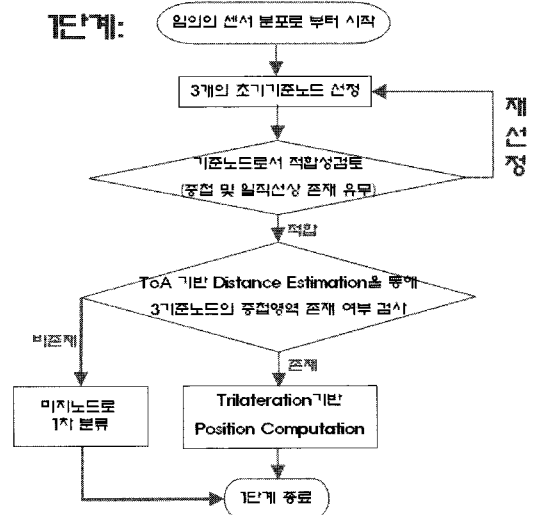 1단계:
임의의 센서 분포로 부터 시작
3개의 초기기준노드 선정
재
선
정
기준노드로서 적합성검토
(중첩 및 일직선상 존재 유무)
적합
ToA 기반 Distance Estimation을 통해
3기준노드의 중첩영역 존재 여부 검사
비존재
존재
미지노드로
1차 분류
Trilateration기반
Position Computation
1단계 종료